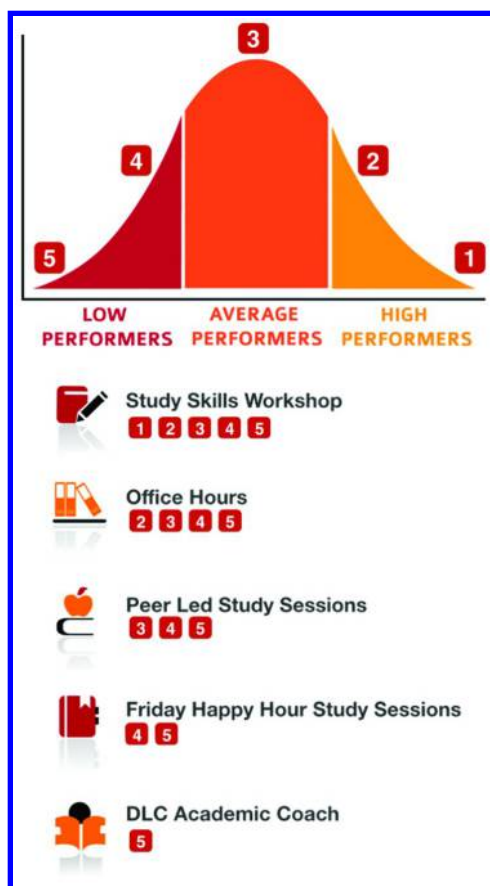 3
4
2
5
1
LOW PERFORMERS
AVERAGE PERFORMERS
HIGH PERFORMERS
Study Skills Workshop
1 2 3 4 5
Office Hours
2 3 4 5
Peer Led Study Sessions
3 4 5
Friday Happy Hour Study Sessions
4 5
DLC Academic Coach
5